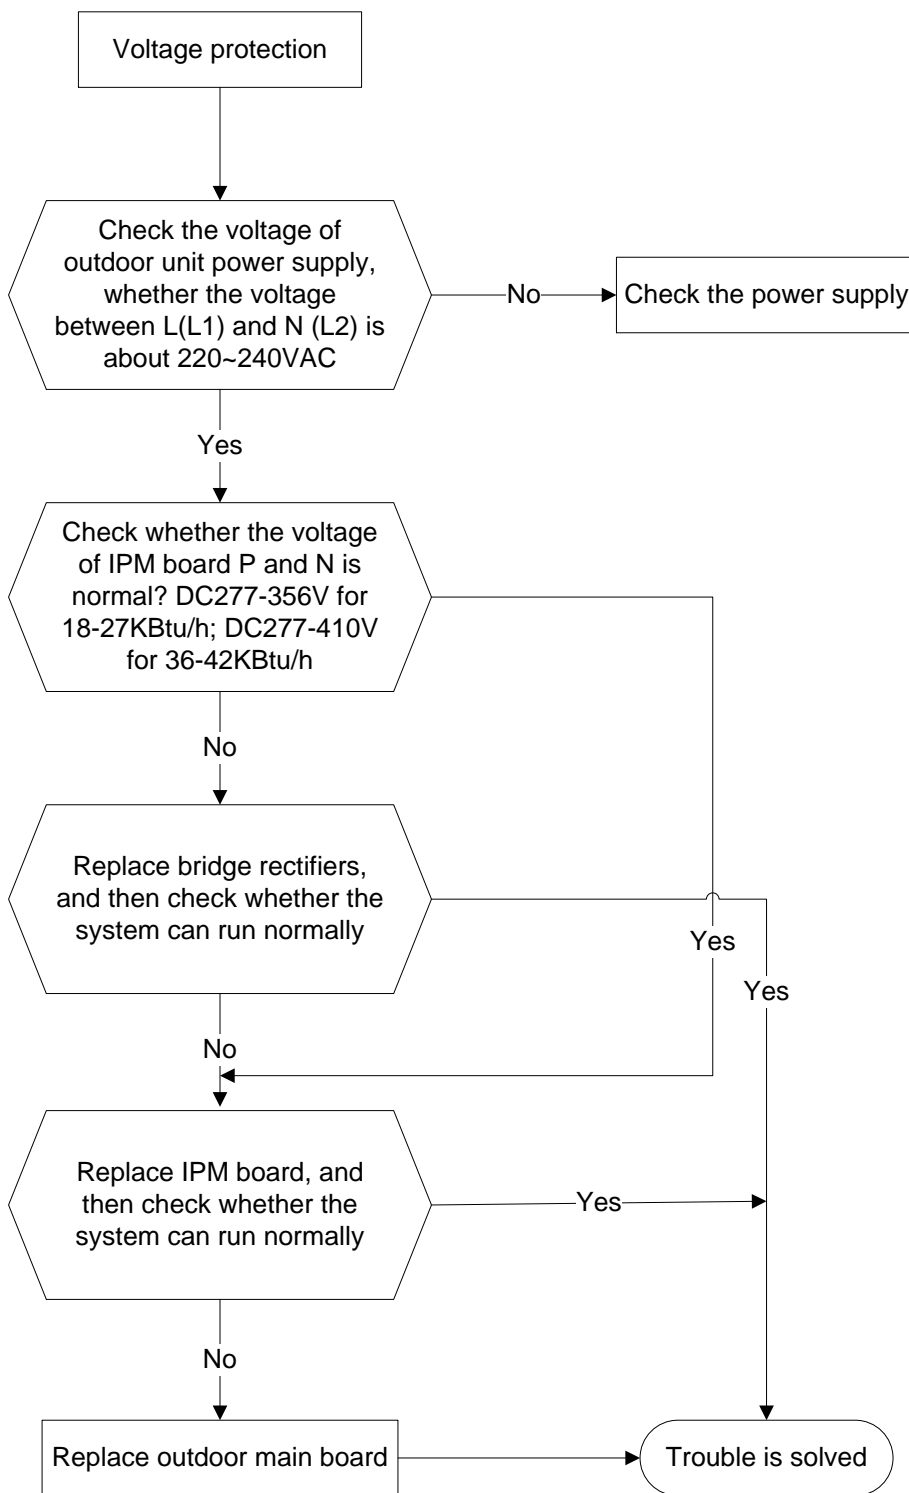 Voltage protection
Check the voltage of
outdoor unit power supply,
whether the voltage
between L(L1) and N (L2) is
about 220~240VAC
No
Check the power supply
Yes
Check whether the voltage
of IPM board P and N is
normal? DC277-356V for
18-27KBtu/h; DC277-410V
for 36-42KBtu/h
No
Replace bridge rectifiers,
and then check whether the
system can run normally
Yes
Yes
No
Replace IPM board, and
then check whether the
system can run normally
Yes
No
Replace outdoor main board
Trouble is solved